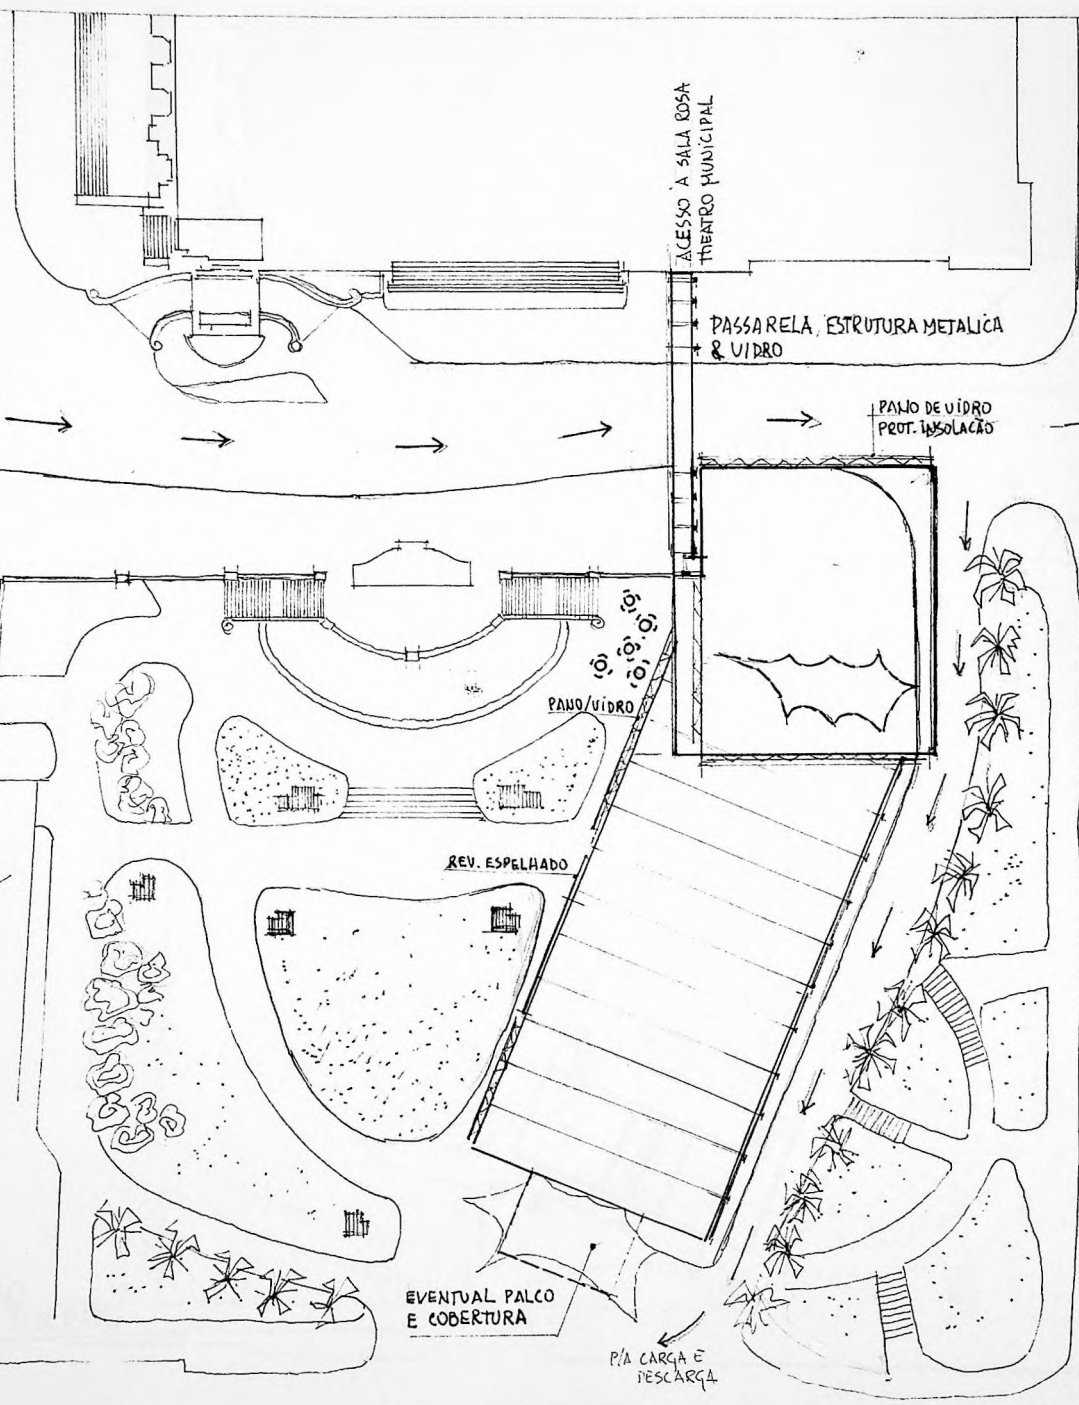 ACESSO À SALA ROSA
THEATRO MUNICIPAL
PASSARELA, ESTRUTURA METALICA
& VIDRO
PANO DE VIDRO
PROT. INSOLACÃO
PANO/VIDRO
REV. ESPELHADO
EVENTUAL PALCO
E COBERTURA
P/A CARGA E
DESCARGA